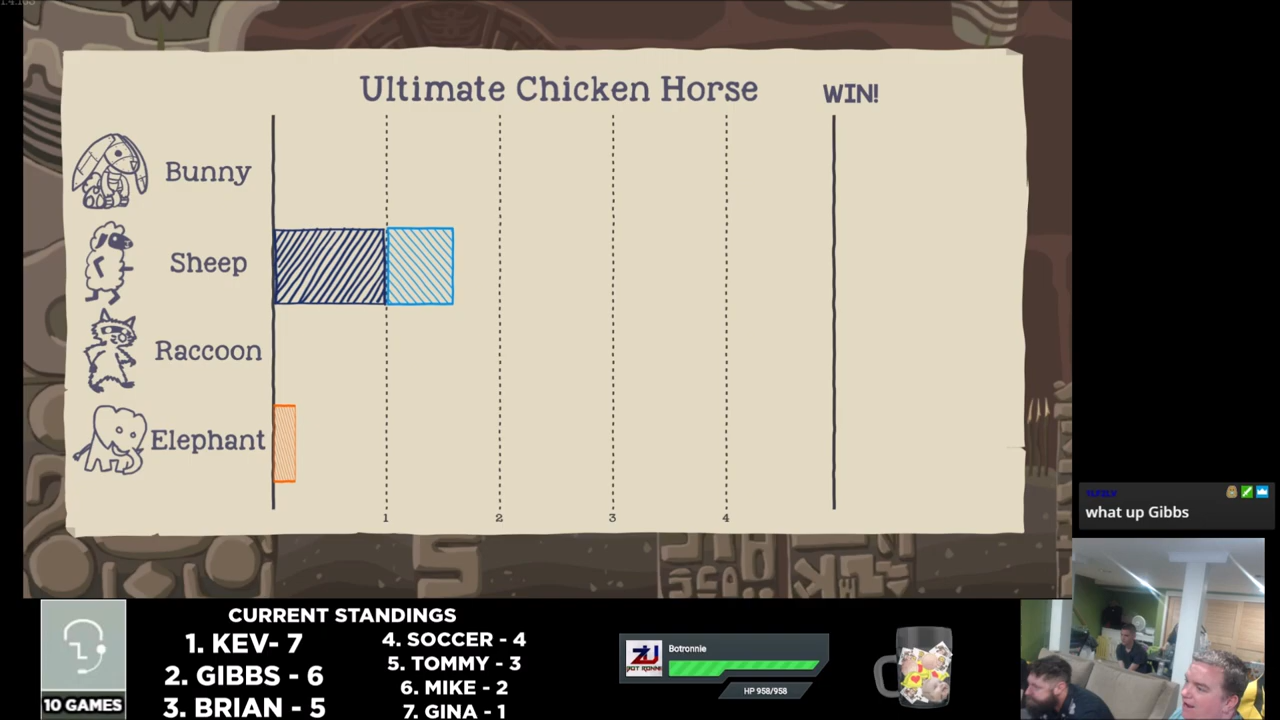 Ultimate Chicken Horse
WIN!
Bunny
Sheep
Raccoon
Elephant
1 2 3 4
what up Gibbs
CURRENT STANDINGS
1. KEV- 7
2. GIBBS - 6
3. BRIAN - 5
4. SOCCER - 4
5. TOMMY - 3
6. MIKE - 2
7. GINA - 1
10 GAMES
Botronnie
HP 958/958